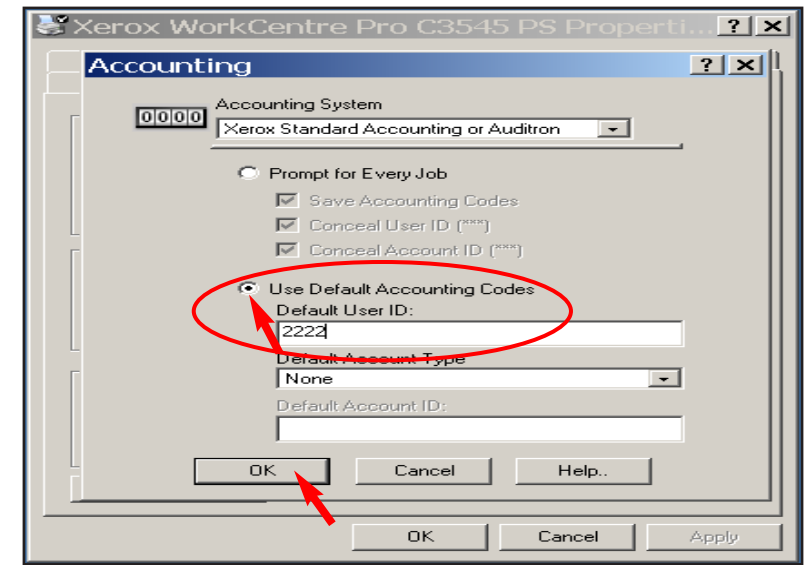 Xerox WorkCentre Pro C3545 PS Properti...
Accounting
0000
Accounting System
Xerox Standard Accounting or Auditron
Prompt for Every Job
Save Accounting Codes
Conceal User ID (***)
Conceal Account ID (***)
Use Default Accounting Codes
Default User ID:
2222
Default Account Type
None
Default Account ID:
OK Cancel Help..
OK Cancel Apply